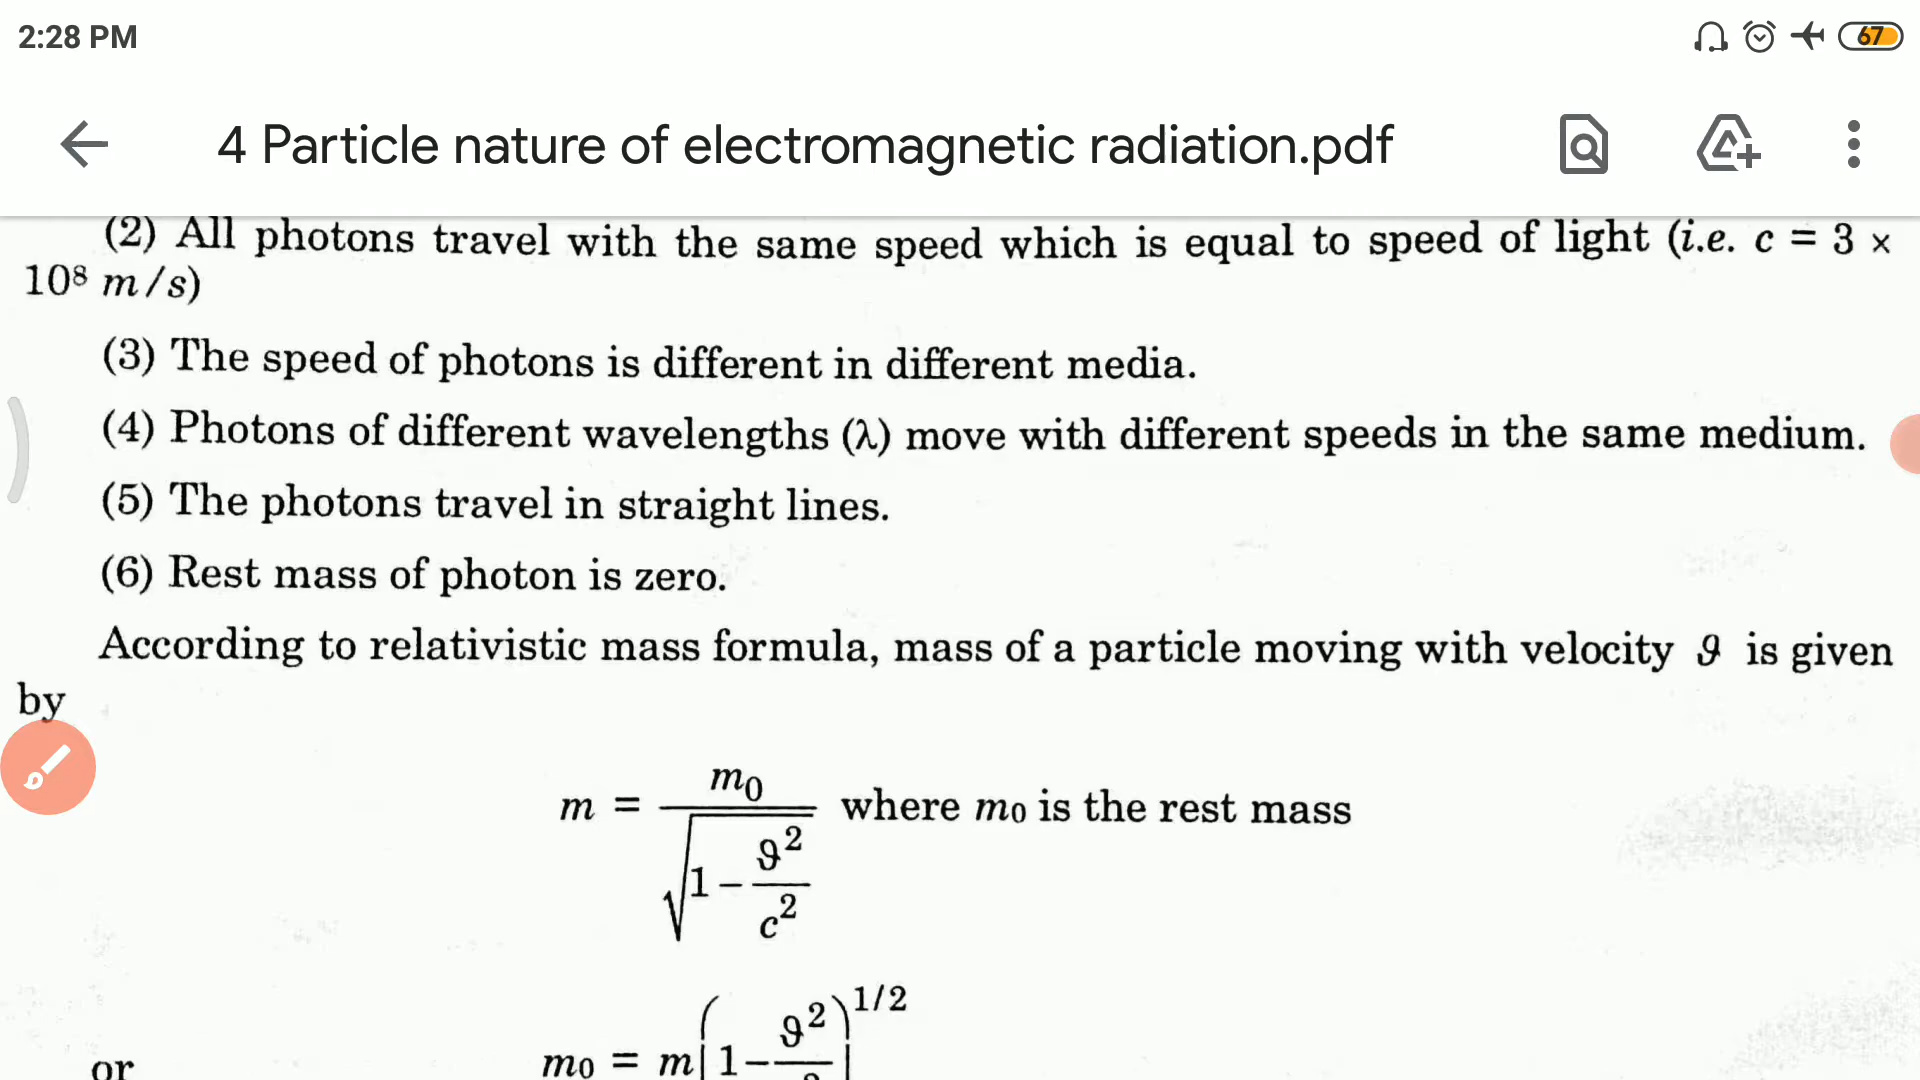 2:28 PM
67
4 Particle nature of electromagnetic radiation.pdf
(2) All photons travel with the same speed which is equal to speed of light (i.e. c = 3 ×
10⁸ m/s)
(3) The speed of photons is different in different media.
(4) Photons of different wavelengths (λ) move with different speeds in the same medium.
(5) The photons travel in straight lines.
(6) Rest mass of photon is zero.
According to relativistic mass formula, mass of a particle moving with velocity ϑ is given
by
m = m₀ / √(1 − ϑ²/c²) where m₀ is the rest mass
or m₀ = m(1 − ϑ²
1/2